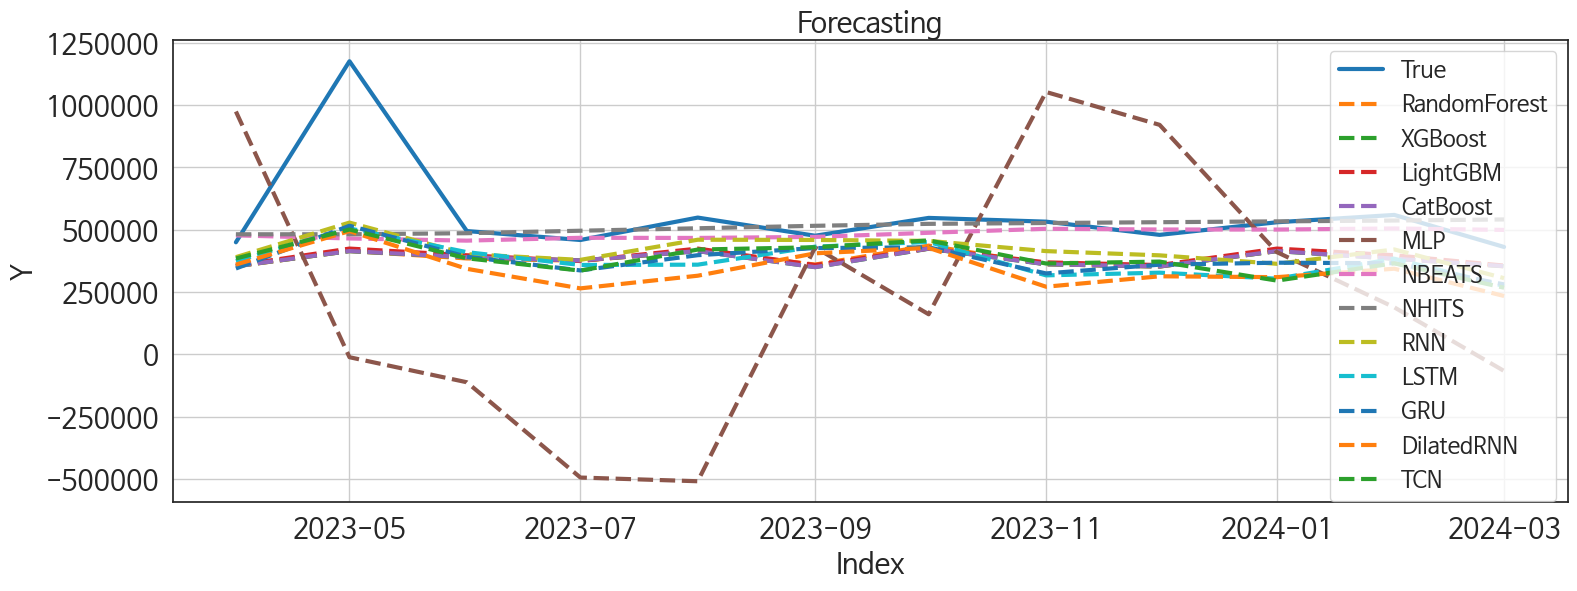 Forecasting
1250000
1000000
750000
500000
250000
0
−250000
−500000
Y
2023−05
2023−07
2023−09
2023−11
2024−01
2024−03
Index
True
RandomForest
XGBoost
LightGBM
CatBoost
MLP
NBEATS
NHITS
RNN
LSTM
GRU
DilatedRNN
TCN